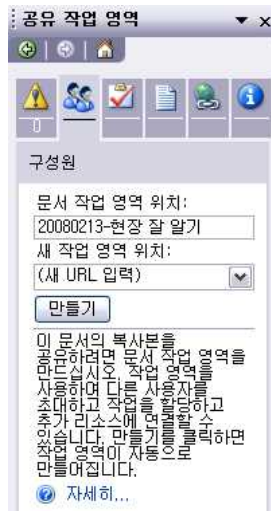 공유 작업 영역
0
구성원
문서 작업 영역 위치:
20080213-현장 잘 알기
새 작업 영역 위치:
(새 URL 입력)
만들기
이 문서의 복사본을
공유하려면 문서 작업 영역을
만드십시오. 작업 영역을
사용하여 다른 사용자를
초대하고 작업을 할당하고
추가 리소스에 연결할 수
있습니다. 만들기를 클릭하면
작업 영역이 자동으로
만들어집니다.
자세히...